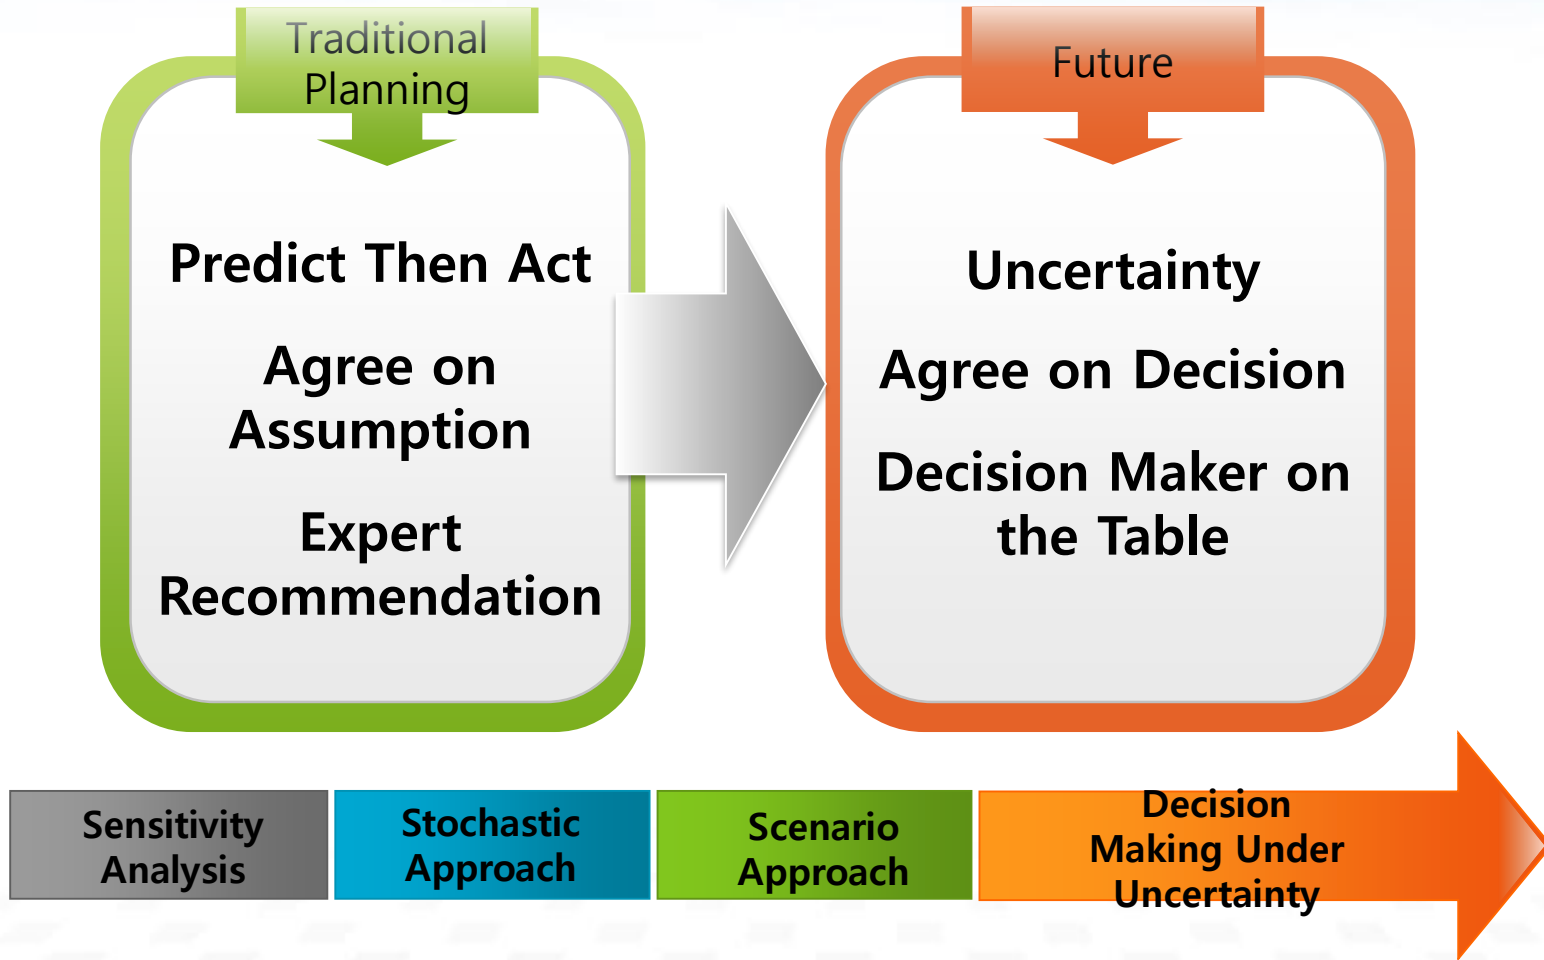 Traditional
Planning
Predict Then Act
Agree on
Assumption
Expert
Recommendation
Future
Uncertainty
Agree on Decision
Decision Maker on
the Table
Sensitivity
Analysis
Stochastic
Approach
Scenario
Approach
Decision
Making Under
Uncertainty